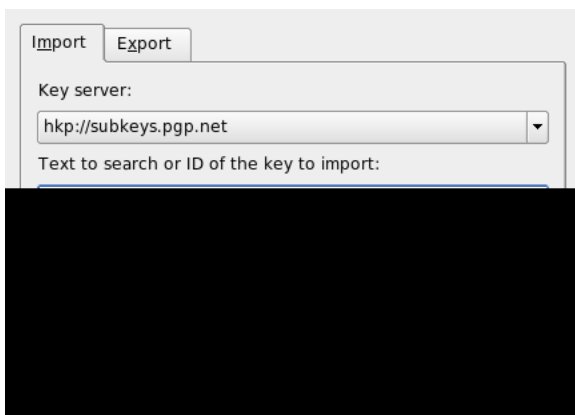 Import Export
Key server:
hkp://subkeys.pgp.net
Text to search or ID of the key to import: